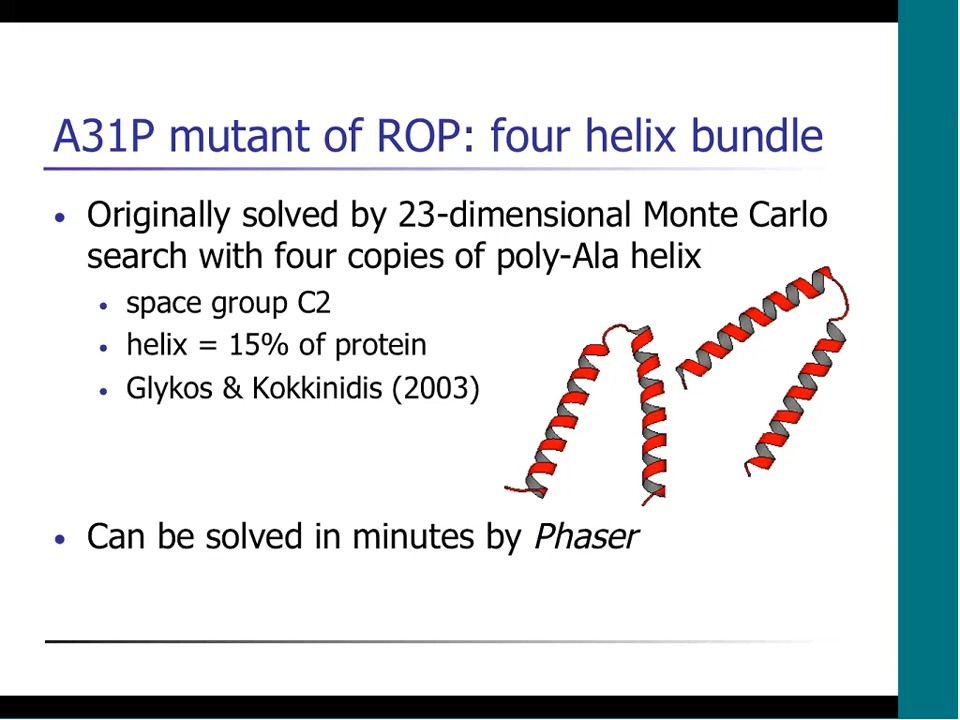 A31P mutant of ROP: four helix bundle
• Originally solved by 23-dimensional Monte Carlo
search with four copies of poly-Ala helix
• space group C2
• helix = 15% of protein
• Glykos & Kokkinidis (2003)
• Can be solved in minutes by Phaser